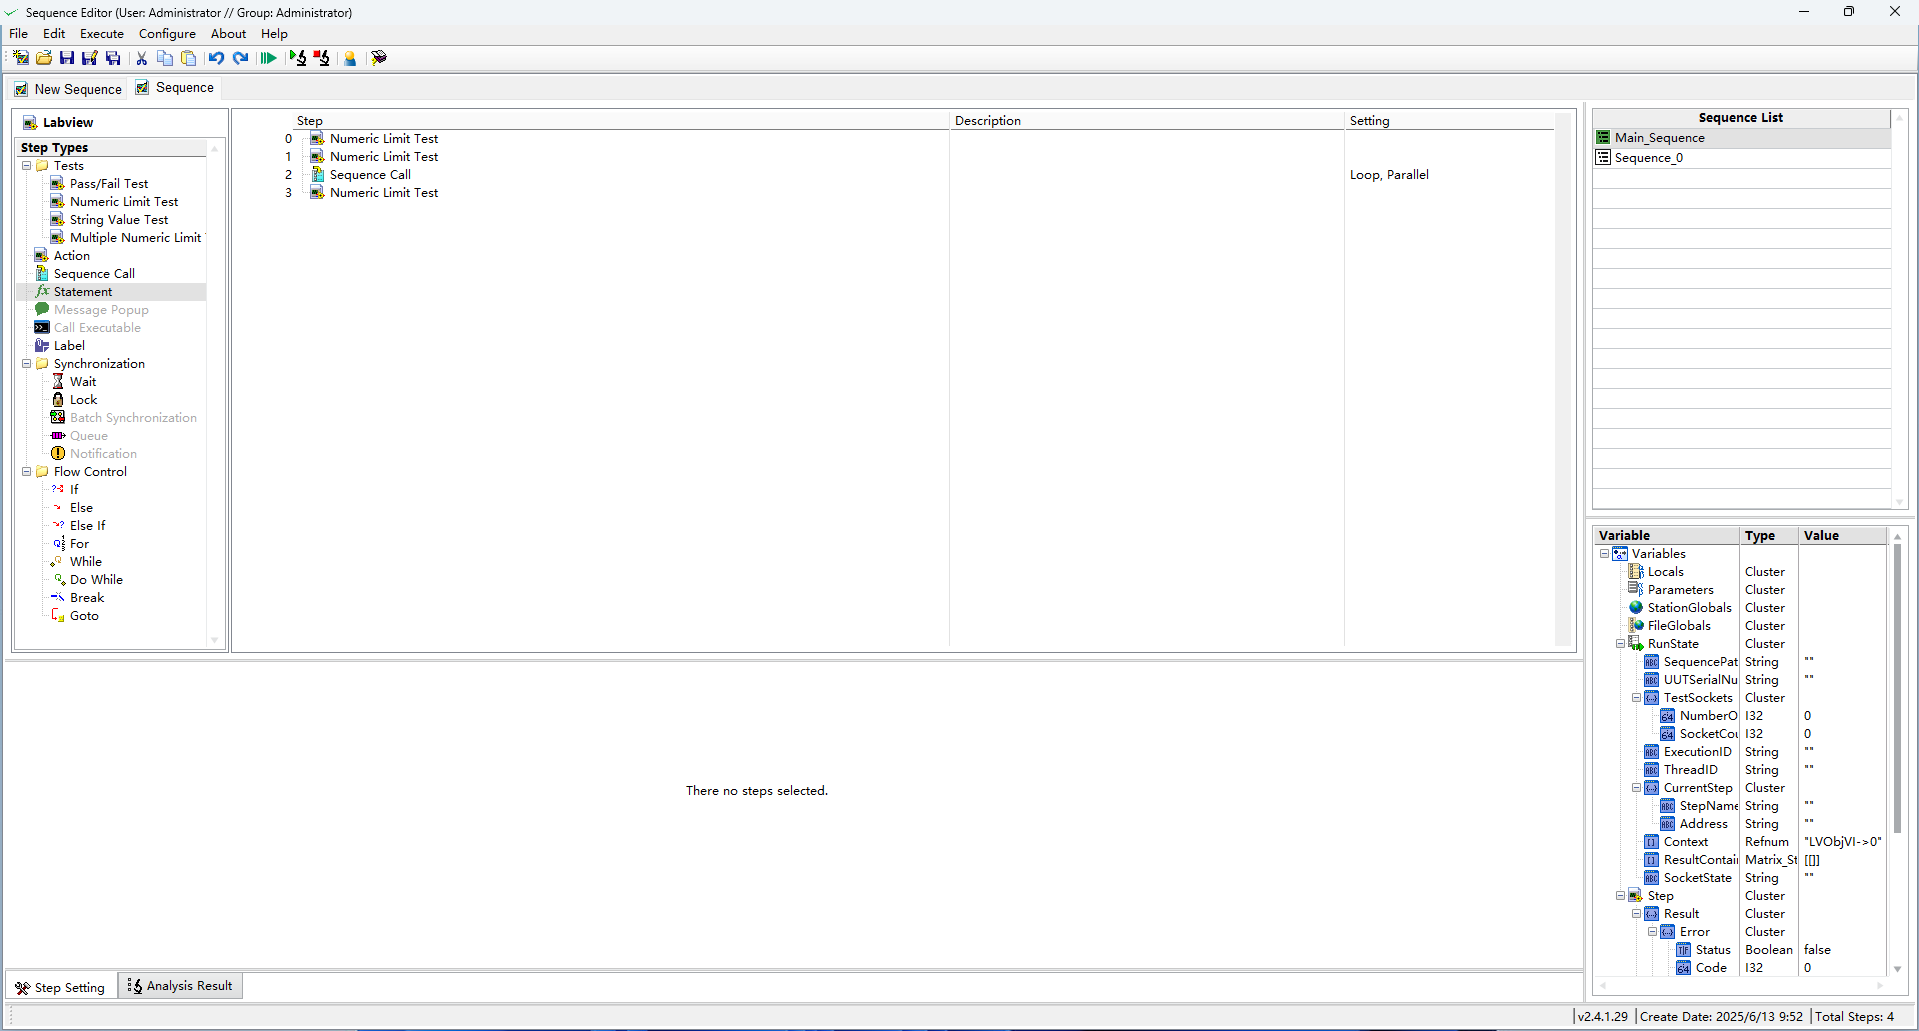 Sequence Editor (User: Administrator // Group: Administrator)
File Edit Execute Configure About Help
New Sequence Sequence
Labview
Step Types
Tests
Pass/Fail Test
Numeric Limit Test
String Value Test
Multiple Numeric Limit
Action
Sequence Call
Statement
Message Popup
Call Executable
Label
Synchronization
Wait
Lock
Batch Synchronization
Queue
Notification
Flow Control
If
Else
Else If
For
While
Do While
Break
Goto
Step Description Setting
0 Numeric Limit Test
1 Numeric Limit Test
2 Sequence Call Loop, Parallel
3 Numeric Limit Test
Sequence List
Main_Sequence
Sequence_0
Variable Type Value
Variables
Locals Cluster
Parameters Cluster
StationGlobals Cluster
FileGlobals Cluster
RunState Cluster
SequencePat String ""
UUTSerialNu String ""
TestSockets Cluster
NumberO I32 0
SocketCou I32 0
ExecutionID String ""
ThreadID String ""
CurrentStep Cluster
StepName String ""
Address String ""
Context Refnum "LVObjVI->0"
ResultContai Matrix_St [[]]
SocketState String ""
Step Cluster
Result Cluster
Error Cluster
Status Boolean false
Code I32 0
There no steps selected.
Step Setting Analysis Result
v2.4.1.29 Create Date: 2025/6/13 9:52 Total Steps: 4